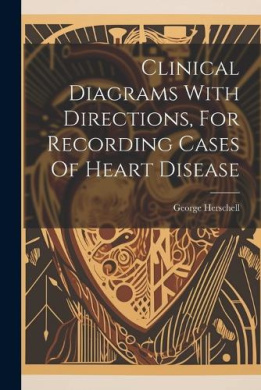 Clinical
Diagrams With
Directions, For
Recording Cases
Of Heart Disease
George Herschell